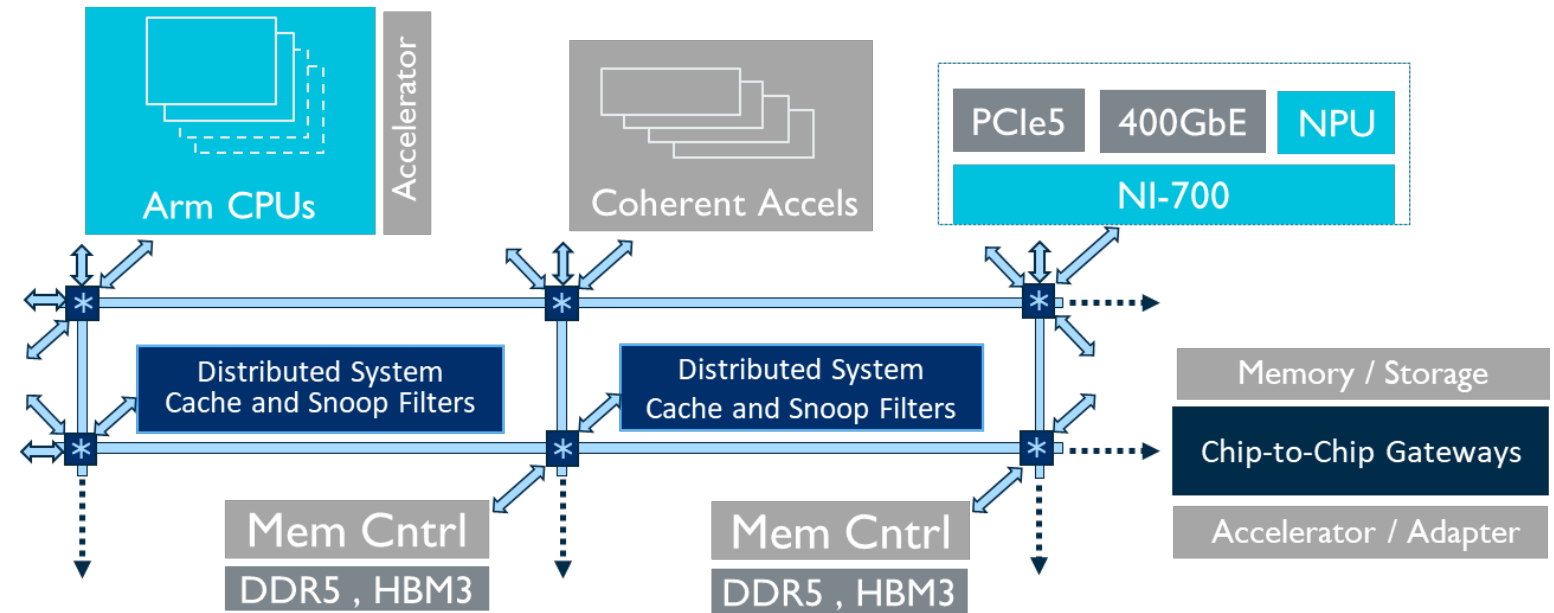 Arm CPUs
Accelerator
Coherent Accels
PCIe5
400GbE
NPU
NI-700
*
*
*
Distributed System
Cache and Snoop Filters
Distributed System
Cache and Snoop Filters
*
*
*
Memory / Storage
Chip-to-Chip Gateways
Accelerator / Adapter
Mem Cntrl
DDR5 , HBM3
Mem Cntrl
DDR5 , HBM3